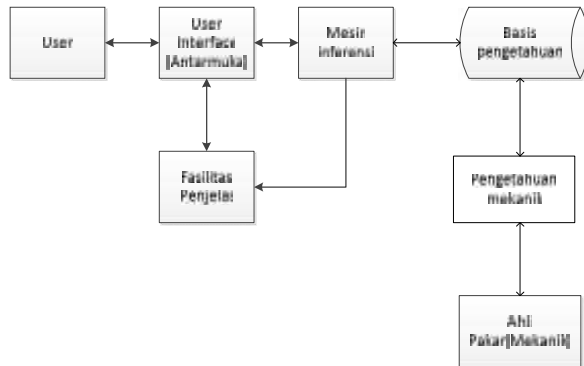 User
User
Interface
(Antarmuka)
Mesin
inferensi
Basis
pengetahuan
Fasilitas
Penjelas
Pengetahuan
mekanik
Ahli
Pakar(Mekanik)